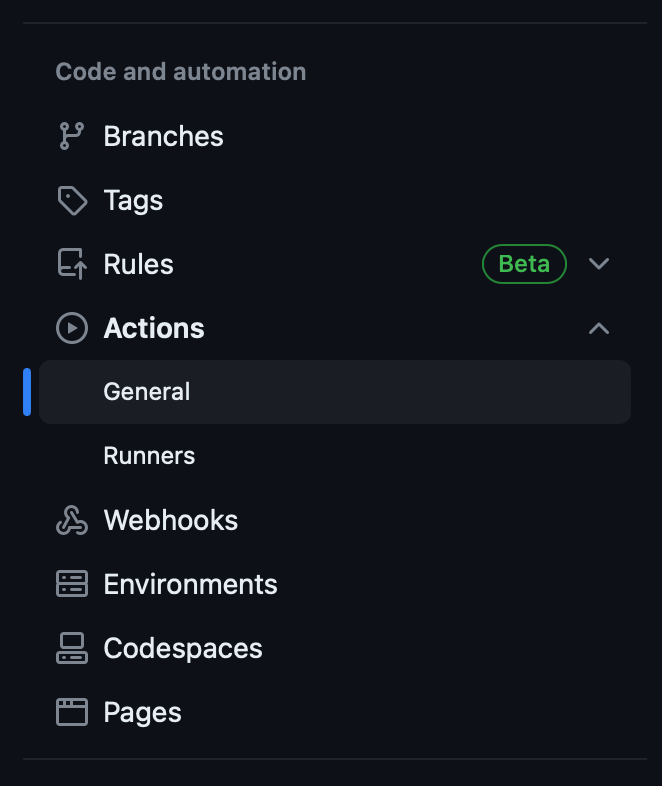 Code and automation
Branches
Tags
Rules Beta
Actions
General
Runners
Webhooks
Environments
Codespaces
Pages